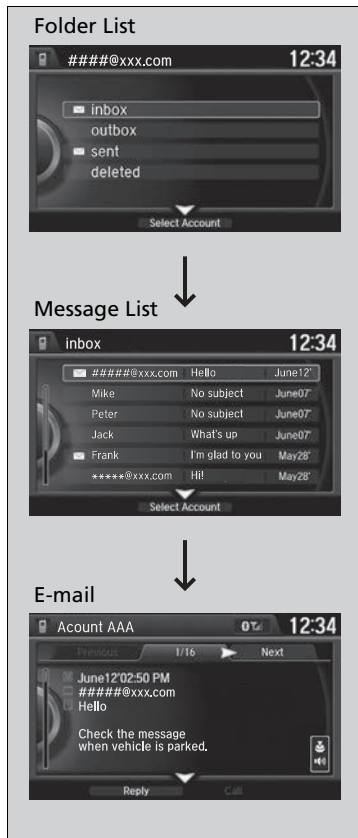 Folder List
####@xxx.com 12:34
inbox
outbox
sent
deleted
Select Account
Message List
inbox 12:34
#####@xxx.com Hello June12'
Mike No subject June07'
Peter No subject June07'
Jack What's up June07'
Frank I'm glad to you May28'
*****@xxx.com Hi! May28'
Select Account
E-mail
Acount AAA 12:34
Previous 1/16 Next
June12'02:50 PM
#####@xxx.com
Hello
Check the message
when vehicle is parked.
Reply Call